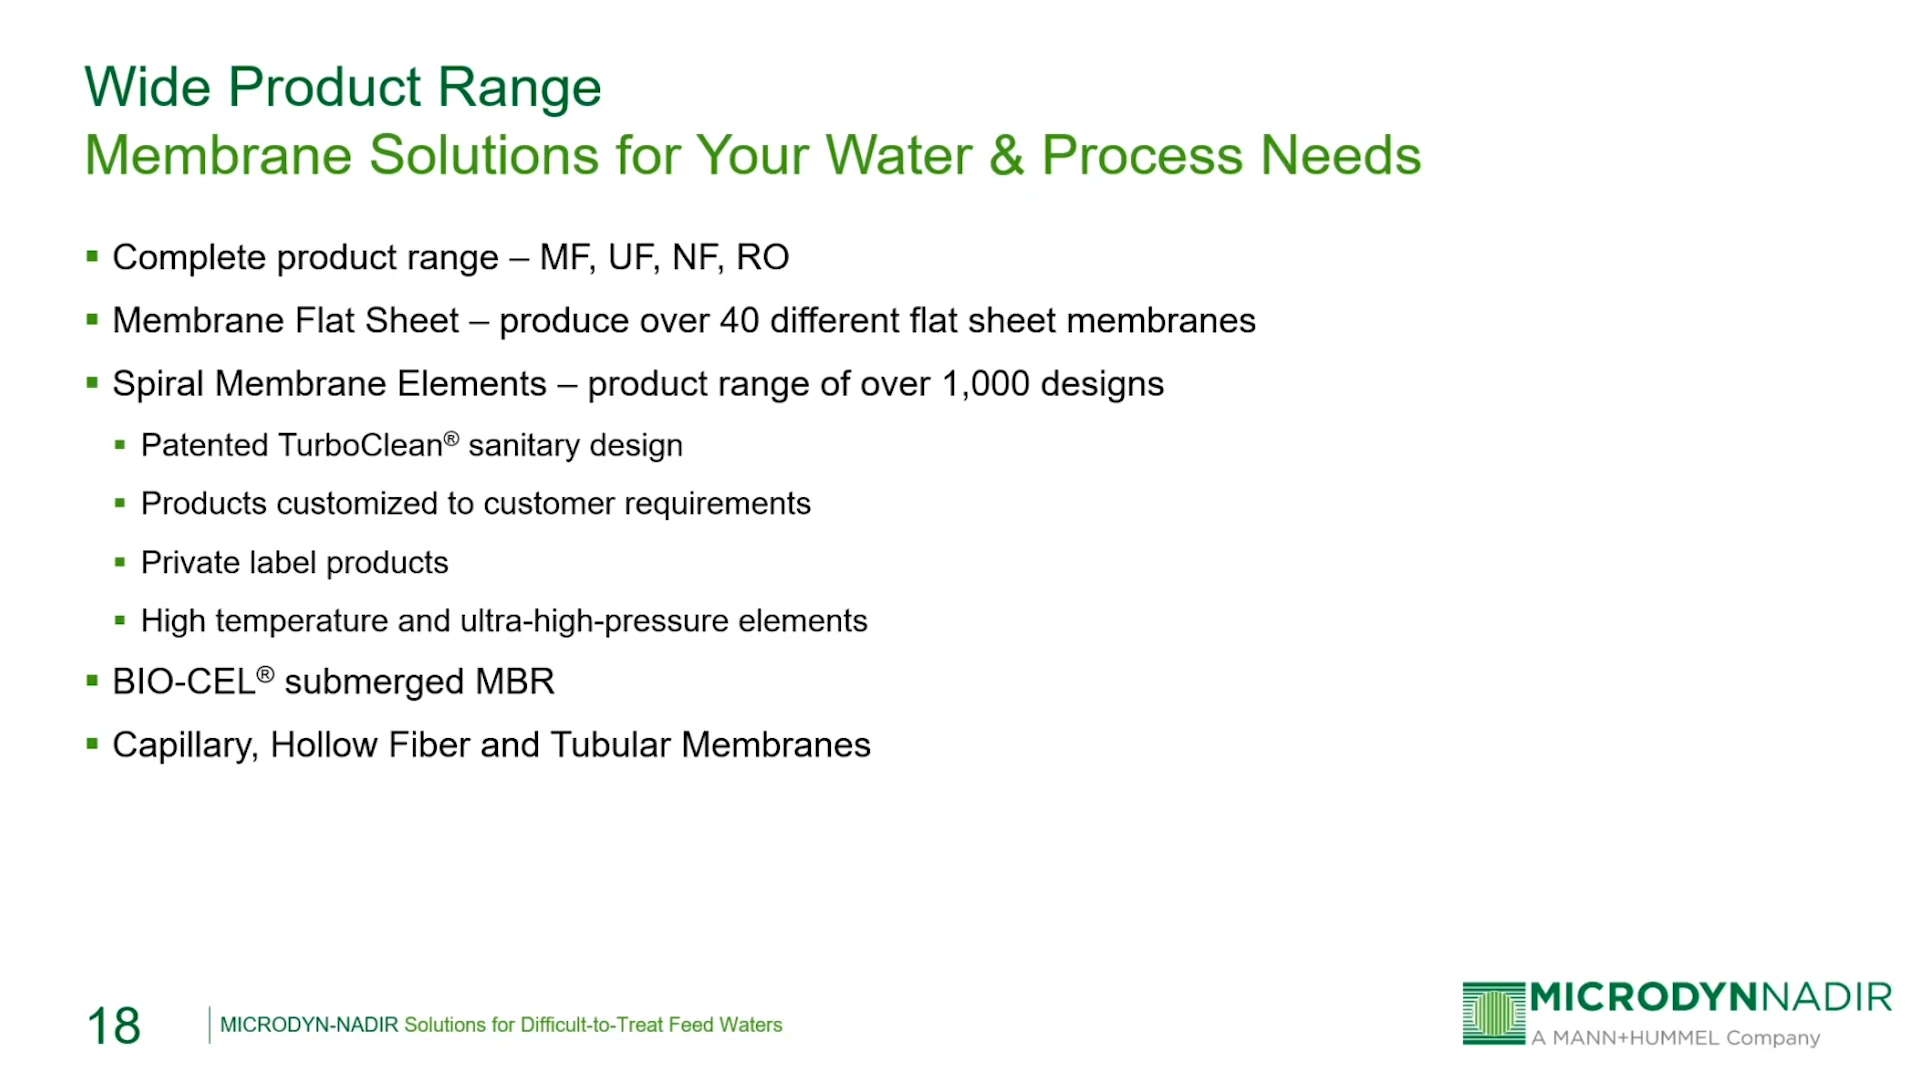 Wide Product Range
Membrane Solutions for Your Water & Process Needs
▪ Complete product range – MF, UF, NF, RO
▪ Membrane Flat Sheet – produce over 40 different flat sheet membranes
▪ Spiral Membrane Elements – product range of over 1,000 designs
▪ Patented TurboClean® sanitary design
▪ Products customized to customer requirements
▪ Private label products
▪ High temperature and ultra-high-pressure elements
▪ BIO-CEL® submerged MBR
▪ Capillary, Hollow Fiber and Tubular Membranes
18
MICRODYN-NADIR Solutions for Difficult-to-Treat Feed Waters
MICRODYNNADIR
A MANN+HUMMEL Company